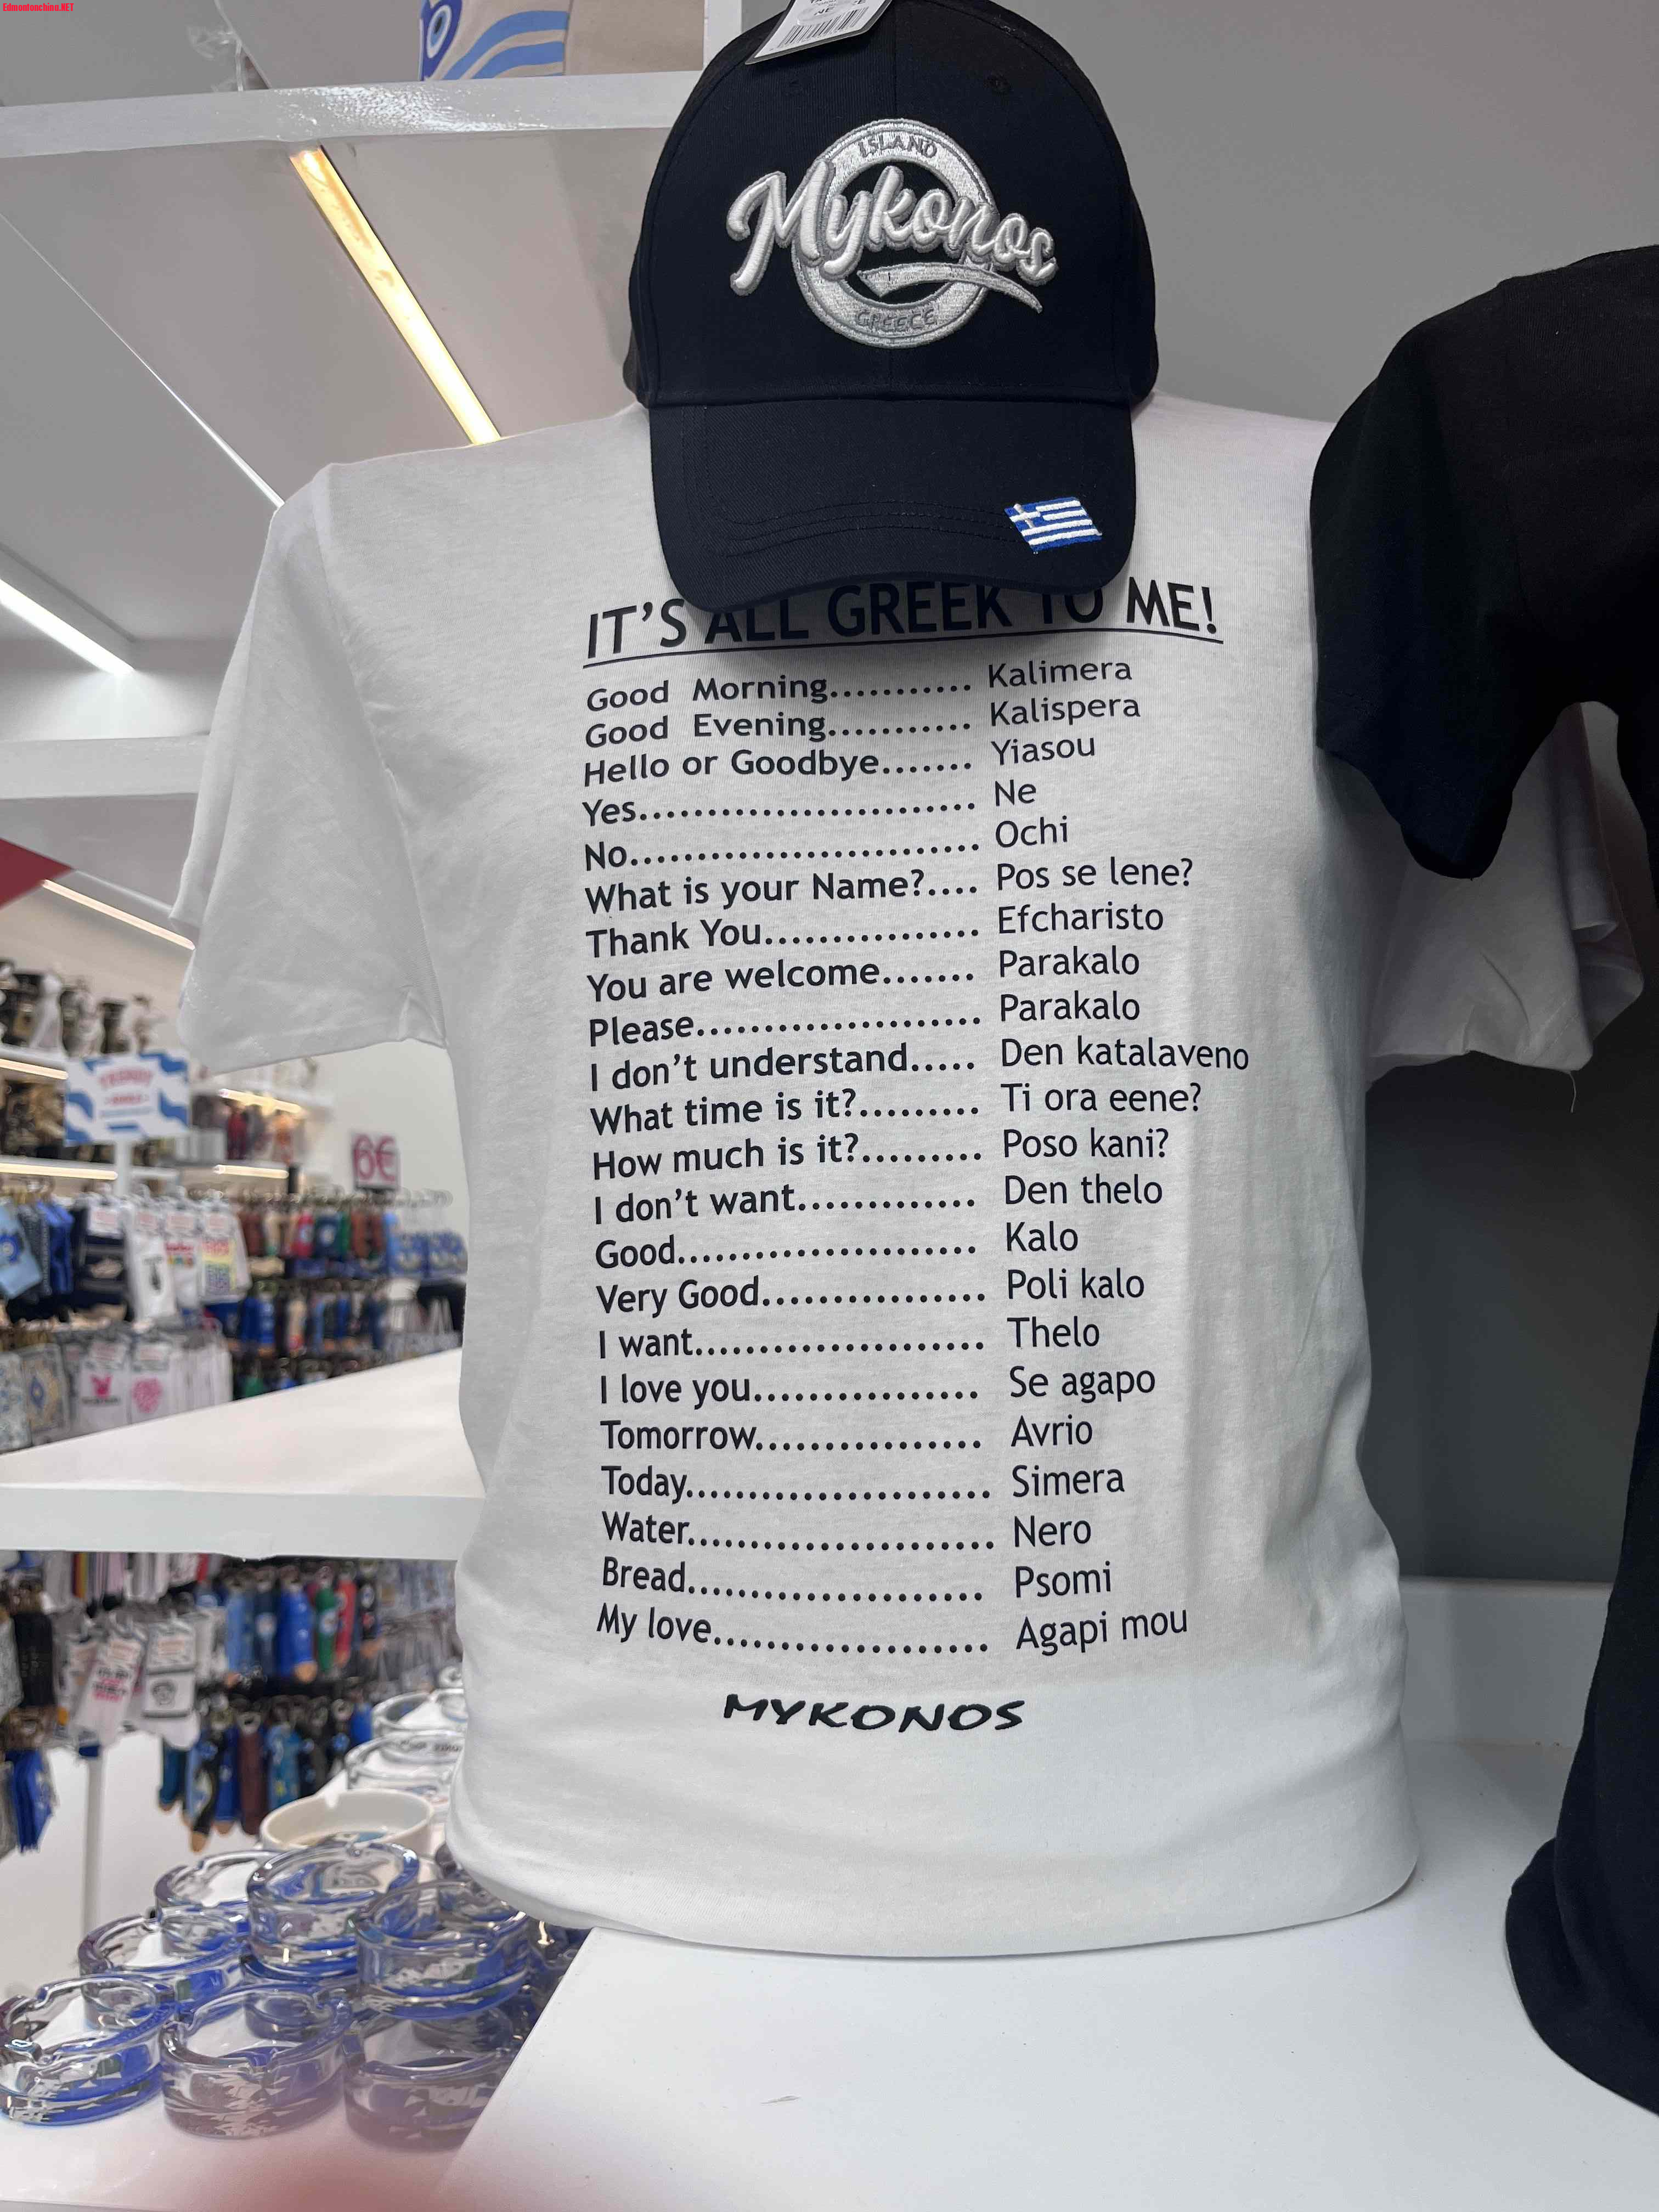 Edmontonchina.NET
ISLAND
Mykonos
GREECE
IT'S ALL GREEK TO ME!
Good Morning........... Kalimera
Good Evening........... Kalispera
Hello or Goodbye....... Yiasou
Yes......................... Ne
No.......................... Ochi
What is your Name?.... Pos se lene?
Thank You................ Efcharisto
You are welcome....... Parakalo
Please..................... Parakalo
I don't understand..... Den katalaveno
What time is it?......... Ti ora eene?
How much is it?......... Poso kani?
I don't want............. Den thelo
Good...................... Kalo
Very Good................ Poli kalo
I want..................... Thelo
I love you................. Se agapo
Tomorrow................. Avrio
Today...................... Simera
Water...................... Nero
Bread...................... Psomi
My love.................... Agapi mou
MYKONOS
6€